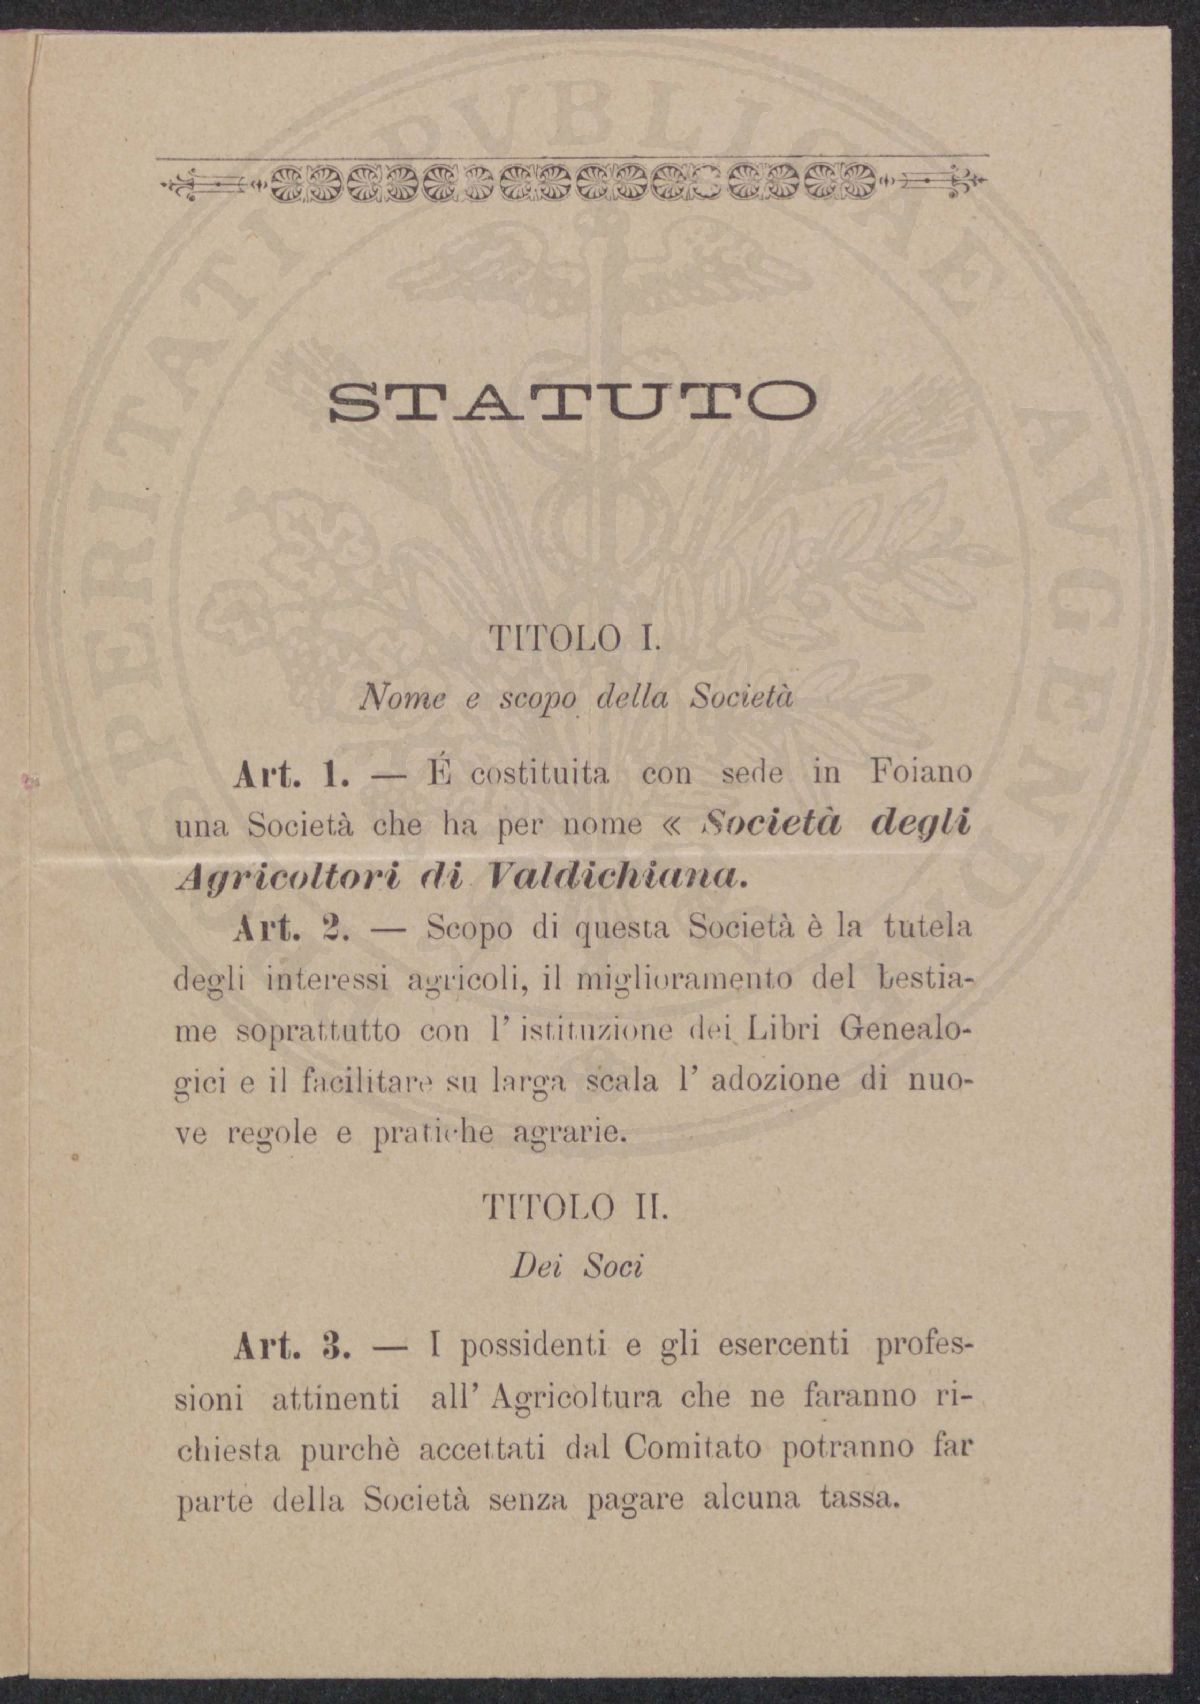 STATUTO
TITOLO I.
Nome e scopo della Società
Art. 1. — É costituita con sede in Foiano
una Società che ha per nome « Società degli
Agricoltori di Valdichiana.
Art. 2. — Scopo di questa Società è la tutela
degli interessi agricoli, il miglioramento del bestia-
me soprattutto con l' istituzione dei Libri Genealo-
gici e il facilitare su larga scala l' adozione di nuo-
ve regole e pratiche agrarie.
TITOLO II.
Dei Soci
Art. 3. — I possidenti e gli esercenti profes-
sioni attinenti all' Agricoltura che ne faranno ri-
chiesta purchè accettati dal Comitato potranno far
parte della Società senza pagare alcuna tassa.
PROSPERITATI PVBLICAE AVGENDAE